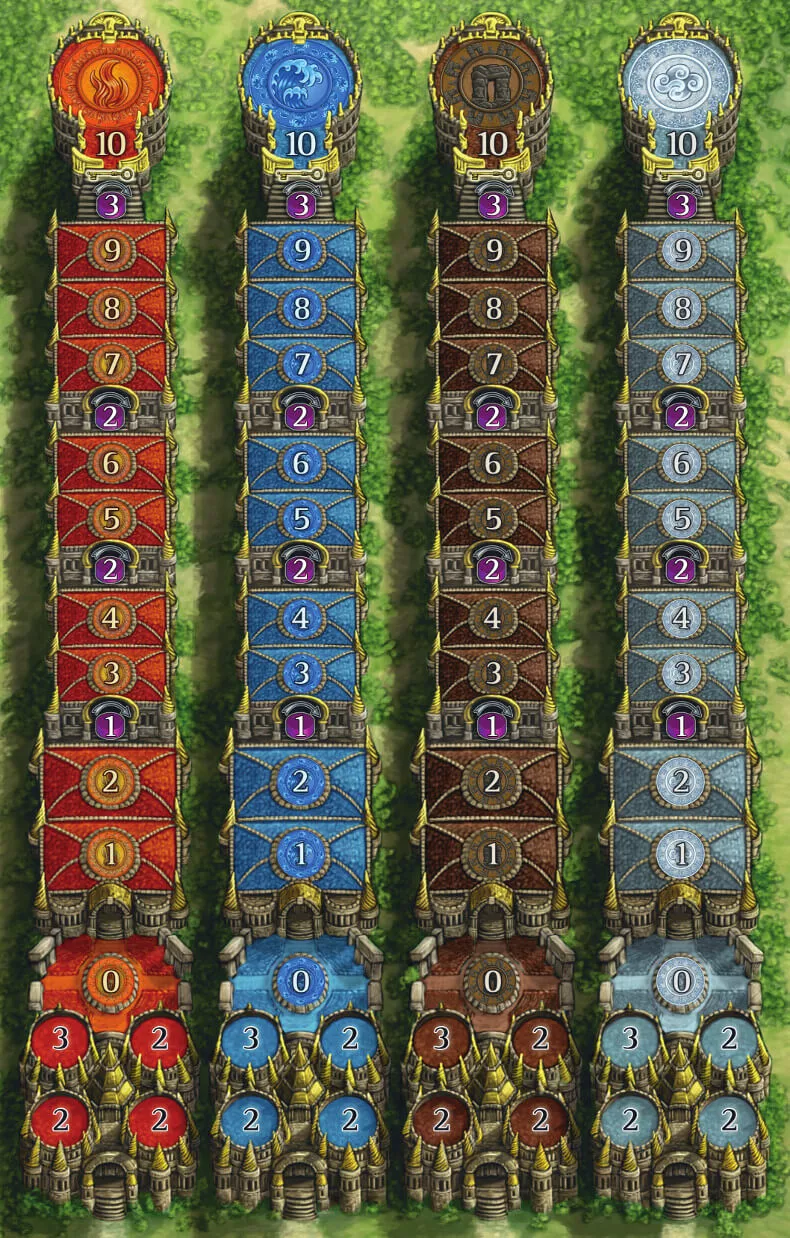 10 10 10 10
3 3 3 3
9 9 9 9
8 8 8 8
7 7 7 7
2 2 2 2
6 6 6 6
5 5 5 5
2 2 2 2
4 4 4 4
3 3 3 3
1 1 1 1
2 2 2 2
1 1 1 1
0 0 0 0
3 2 3 2 3 2 3 2
2 2 2 2 2 2 2 2